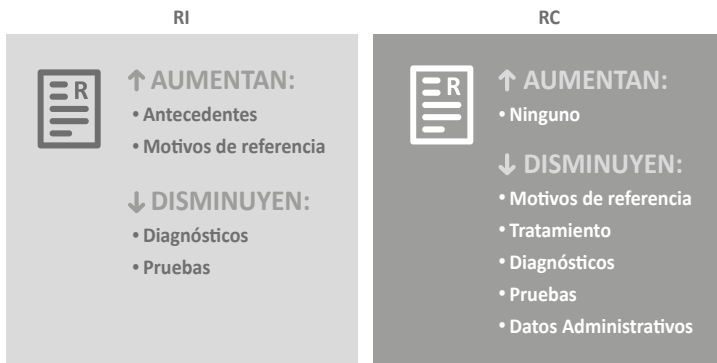 RI
R
↑ AUMENTAN:
• Antecedentes
• Motivos de referencia
↓ DISMINUYEN:
• Diagnósticos
• Pruebas
RC
R
↑ AUMENTAN:
• Ninguno
↓ DISMINUYEN:
• Motivos de referencia
• Tratamiento
• Diagnósticos
• Pruebas
• Datos Administrativos